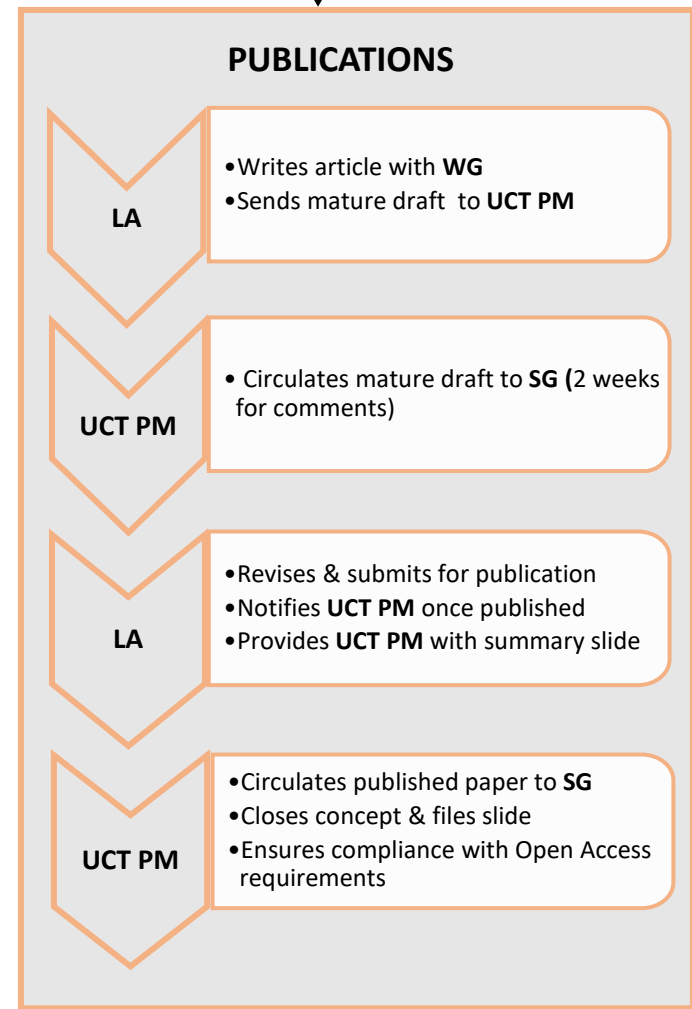 PUBLICATIONS
LA
•Writes article with WG
•Sends mature draft  to UCT PM
UCT PM
• Circulates mature draft to SG (2 weeks
for comments)
LA
•Revises & submits for publication
•Notifies UCT PM once published
•Provides UCT PM with summary slide
UCT PM
•Circulates published paper to SG
•Closes concept & files slide
•Ensures compliance with Open Access
requirements